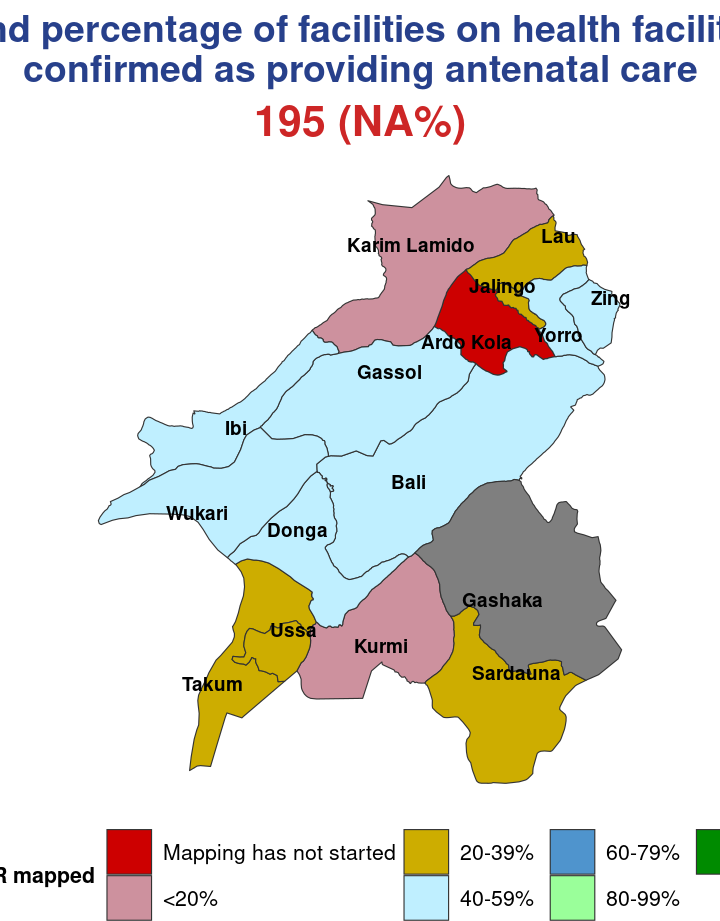 nd percentage of facilities on health facilit
confirmed as providing antenatal care
195 (NA%)
Karim Lamido
Lau
Jalingo
Zing
Ardo Kola
Yorro
Gassol
Ibi
Bali
Wukari
Donga
Gashaka
Ussa
Kurmi
Sardauna
Takum
R mapped
Mapping has not started
20-39%
60-79%
<20%
40-59%
80-99%